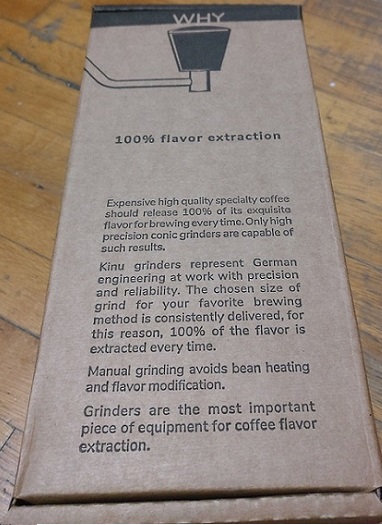 WHY
100% flavor extraction
Expensive high quality specialty coffee
should release 100% of its exquisite
flavor for brewing every time. Only high
precision conic grinders are capable of
such results.
Kinu grinders represent German
engineering at work with precision
and reliability. The chosen size of
grind for your favorite brewing
method is consistently delivered, for
this reason, 100% of the flavor is
extracted every time.
Manual grinding avoids bean heating
and flavor modification.
Grinders are the most important
piece of equipment for coffee flavor
extraction.